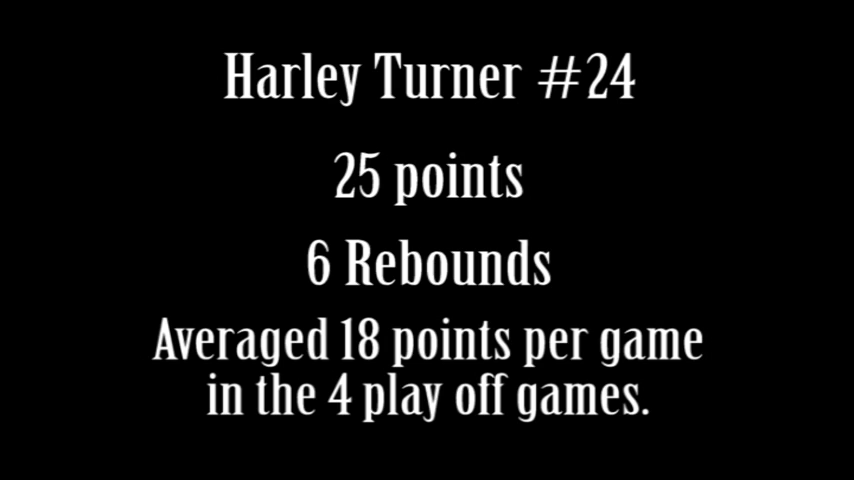 Harley Turner #24
25 points
6 Rebounds
Averaged 18 points per game
in the 4 play off games.